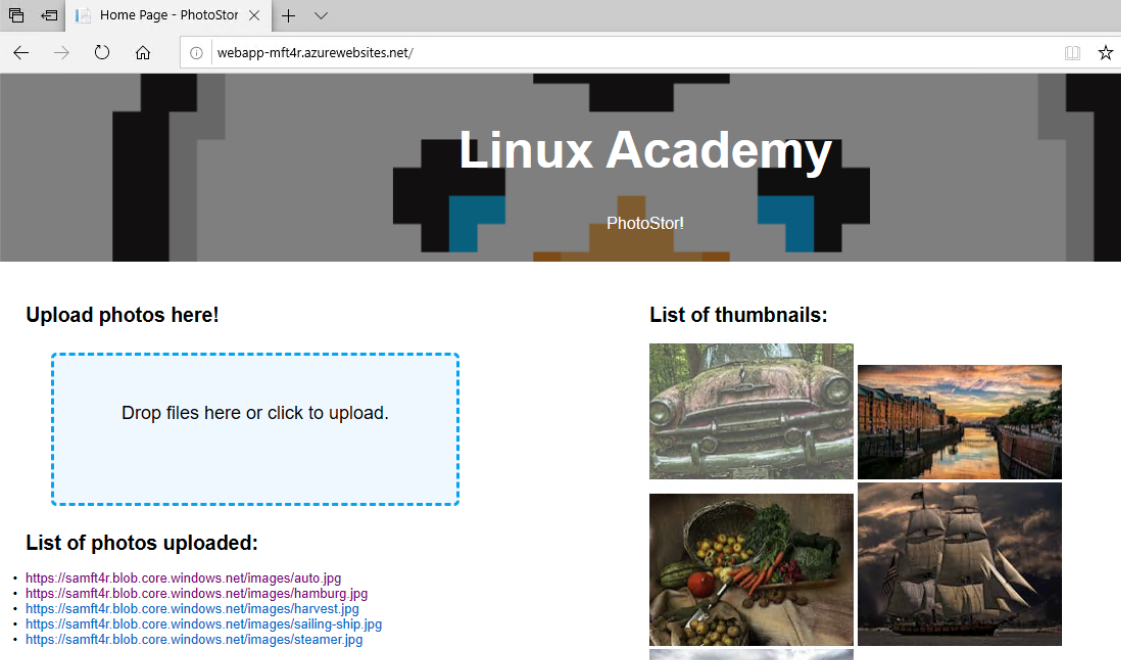 Home Page - PhotoStor
webapp-mft4r.azurewebsites.net/
Linux Academy
PhotoStor!
Upload photos here!
Drop files here or click to upload.
List of photos uploaded:
https://samft4r.blob.core.windows.net/images/auto.jpg
https://samft4r.blob.core.windows.net/images/hamburg.jpg
https://samft4r.blob.core.windows.net/images/harvest.jpg
https://samft4r.blob.core.windows.net/images/sailing-ship.jpg
https://samft4r.blob.core.windows.net/images/steamer.jpg
List of thumbnails: